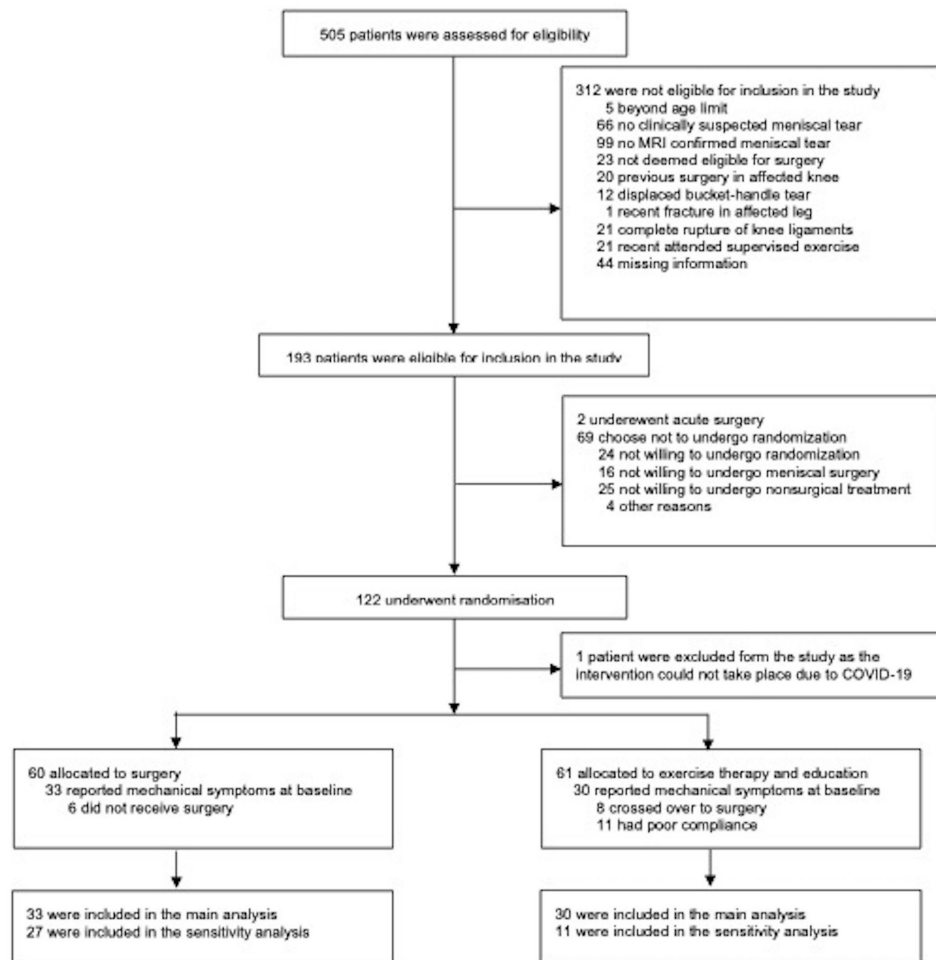 505 patients were assessed for eligibility
312 were not eligible for inclusion in the study
5 beyond age limit
66 no clinically suspected meniscal tear
99 no MRI confirmed meniscal tear
23 not deemed eligible for surgery
20 previous surgery in affected knee
12 displaced bucket-handle tear
1 recent fracture in affected leg
21 complete rupture of knee ligaments
21 recent attended supervised exercise
44 missing information
193 patients were eligible for inclusion in the study
2 underewent acute surgery
69 choose not to undergo randomization
24 not willing to undergo randomization
16 not willing to undergo meniscal surgery
25 not willing to undergo nonsurgical treatment
4 other reasons
122 underwent randomisation
1 patient were excluded form the study as the
intervention could not take place due to COVID-19
60 allocated to surgery
33 reported mechanical symptoms at baseline
6 did not receive surgery
61 allocated to exercise therapy and education
30 reported mechanical symptoms at baseline
8 crossed over to surgery
11 had poor compliance
33 were included in the main analysis
27 were included in the sensitivity analysis
30 were included in the main analysis
11 were included in the sensitivity analysis